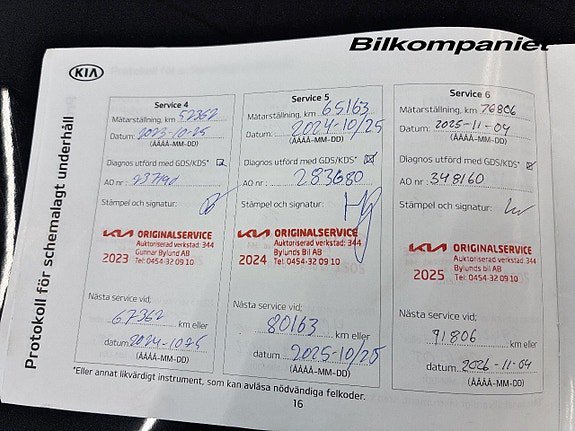 Bilkompaniet
KIA
Protokoll för schemalagt underhåll
Service 4
Mätarställning, km 52362
Datum: 2023-10-25
(ÅÅÅÅ-MM-DD)
Diagnos utförd med GDS/KDS*
AO nr:
Stämpel och signatur:
KIA ORIGINALSERVICE
Auktoriserad verkstad: 344
Gunnar Bylund AB
2023 Tel: 0454-32 09 10
Nästa service vid;
67362 km eller
datum 2024-1025
(ÅÅÅÅ-MM-DD)
Service 5
Mätarställning, km 65163
Datum: 2024-10/25
(ÅÅÅÅ-MM-DD)
Diagnos utförd med GDS/KDS*
AO nr: 283680
Stämpel och signatur:
KIA ORIGINALSERVICE
Auktoriserad verkstad: 344
Bylunds Bil AB
2024 Tel: 0454-32 09 10
Nästa service vid;
80163 km eller
datum 2025-10/25
(ÅÅÅÅ-MM-DD)
Service 6
Mätarställning, km 76806
Datum: 2025-11-04
(ÅÅÅÅ-MM-DD)
Diagnos utförd med GDS/KDS*
AO nr: 348160
Stämpel och signatur:
KIA ORIGINALSERVICE
Auktoriserad verkstad: 344
Bylunds Bil AB
2025 Tel: 0454-32 09 10
Nästa service vid;
91806 km eller
datum 2026-11-04
(ÅÅÅÅ-MM-DD)
*Eller annat likvärdigt instrument, som kan avläsa nödvändiga felkoder.
16